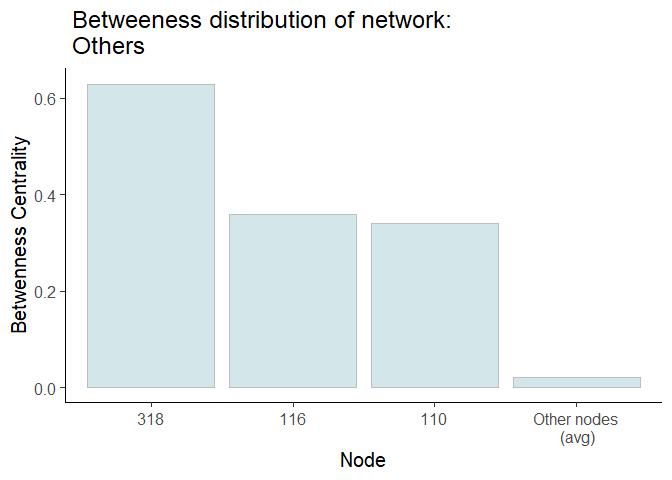 Betweeness distribution of network:
Others
Betwenness Centrality
0.6
0.4
0.2
0.0
318
116
110
Other nodes
(avg)
Node